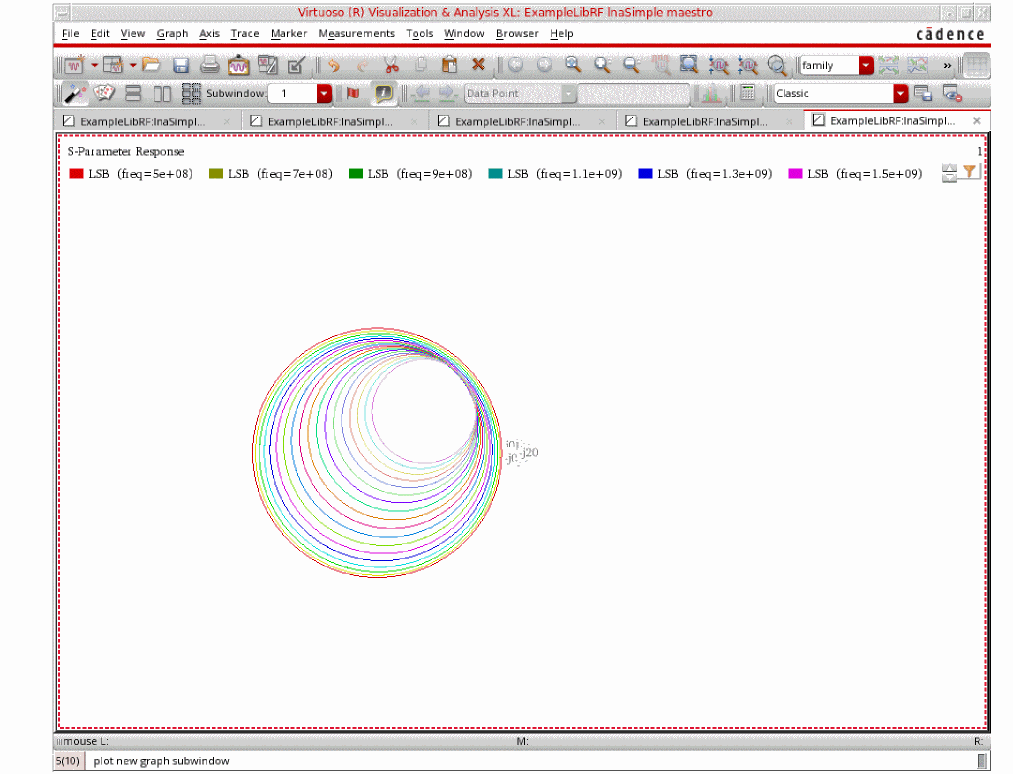 Virtuoso (R) Visualization & Analysis XL: ExampleLibRF lnaSimple maestro
File Edit View Graph Axis Trace Marker Measurements Tools Window Browser Help cādence
family »
Subwindow: 1 Data Point Classic
ExampleLibRF:lnaSimpl... ExampleLibRF:lnaSimpl... ExampleLibRF:lnaSimpl... ExampleLibRF:lnaSimpl... ExampleLibRF:lnaSimpl...
S-Parameter Response 1
LSB (freq=5e+08) LSB (freq=7e+08) LSB (freq=9e+08) LSB (freq=1.1e+09) LSB (freq=1.3e+09) LSB (freq=1.5e+09)
-j20
mouse L: M: R:
5(10) plot new graph subwindow